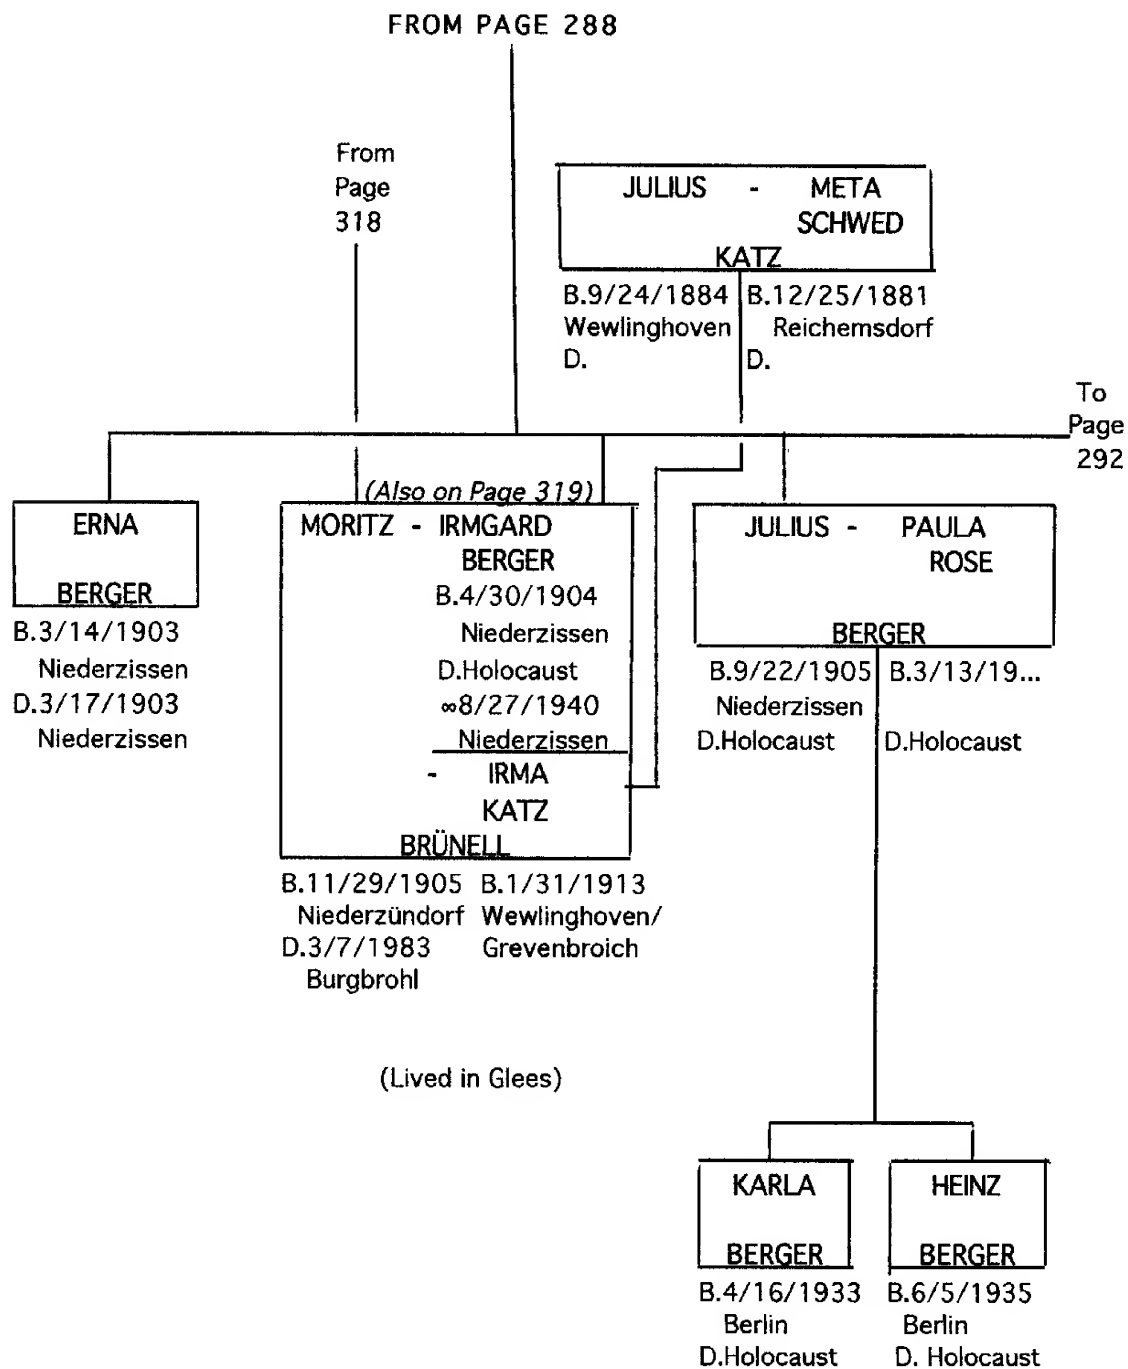 FROM PAGE 288
From
Page
318
JULIUS - META
SCHWED
KATZ
B.9/24/1884 B.12/25/1881
Wewlinghoven Reichemsdorf
D. D.
To
Page
292
(Also on Page 319)
ERNA
BERGER
B.3/14/1903
Niederzissen
D.3/17/1903
Niederzissen
MORITZ - IRMGARD
BERGER
B.4/30/1904
Niederzissen
D.Holocaust
∞8/27/1940
Niederzissen
- IRMA
KATZ
BRÜNELL
B.11/29/1905 B.1/31/1913
Niederzündorf Wewlinghoven/
D.3/7/1983 Grevenbroich
Burgbrohl
(Lived in Glees)
JULIUS - PAULA
ROSE
BERGER
B.9/22/1905 B.3/13/19...
Niederzissen
D.Holocaust D.Holocaust
KARLA
BERGER
B.4/16/1933
Berlin
D.Holocaust
HEINZ
BERGER
B.6/5/1935
Berlin
D. Holocaust